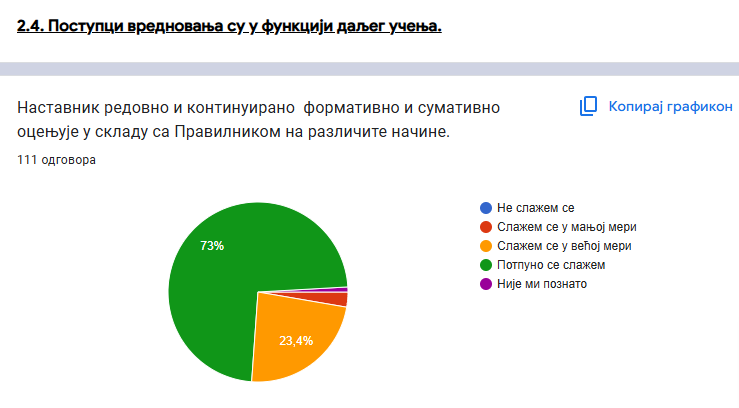 2.4. Поступци вредновања су у функцији даљег учења.
Наставник редовно и континуирано формативно и сумативно
оцењује у складу са Правилником на различите начине.
Копирај графикон
111 одговора
73%
23,4%
Не слажем се
Слажем се у мањој мери
Слажем се у већој мери
Потпуно се слажем
Није ми познато